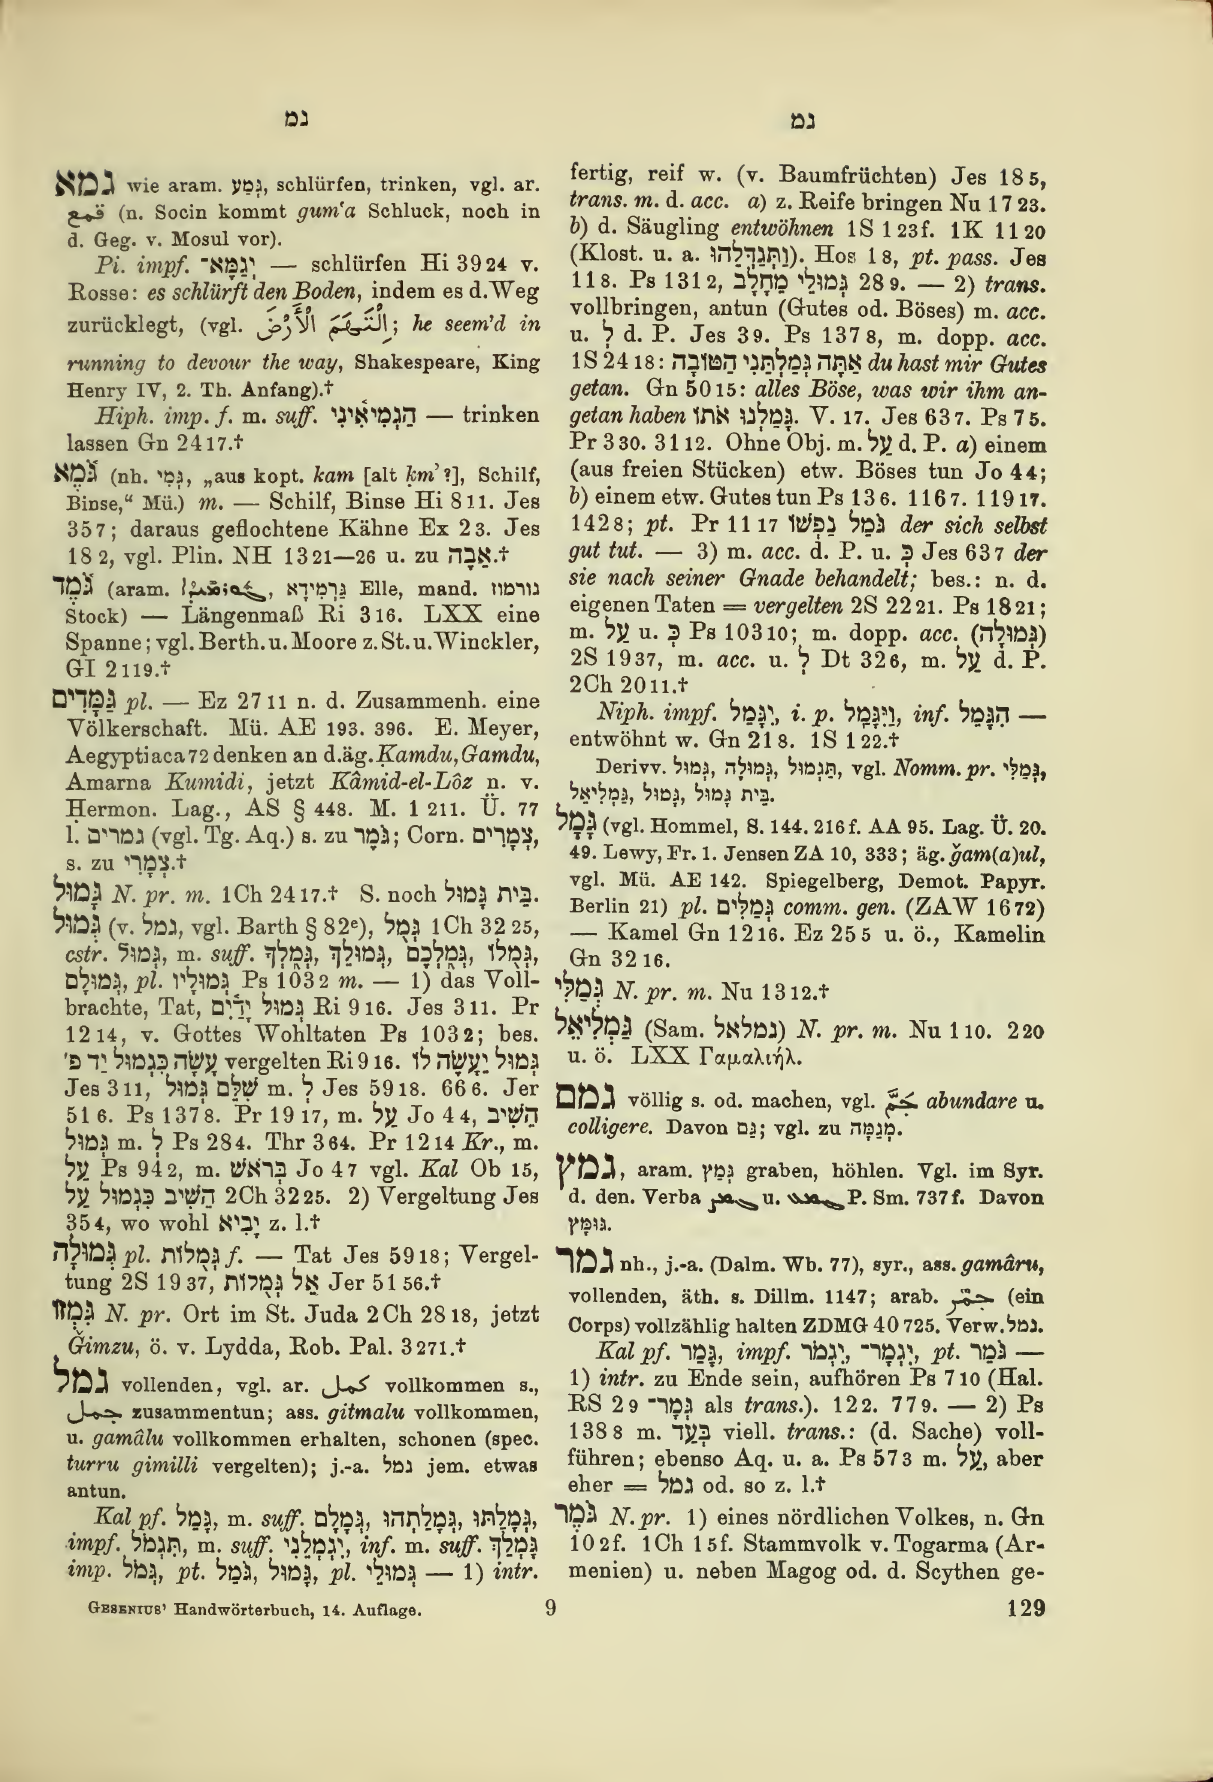 גמ
גמא wie aram. גְּמַע, schlürfen, trinken, vgl. ar.
(n. Socin kommt gumʿa Schluck, noch in
d. Geg. v. Mosul vor).
Pi. impf. יְגַמֶּא־ — schlürfen Hi 39 24 v.
Rosse: es schlürft den Boden, indem es d. Weg
zurücklegt, (vgl. اِلْتَهَمَ الْأَرْضَ; he seem'd in
running to devour the way, Shakespeare, King
Henry IV, 2. Th. Anfang).†
Hiph. imp. f. m. suff. הַגְמִיאִינִי — trinken
lassen Gn 24 17.†
גֹּמֶא (nh. גְּמִי, „aus kopt. kam [alt ḳmʾ?], Schilf,
Binse,“ Mü.) m. — Schilf, Binse Hi 8 11. Jes
35 7; daraus geflochtene Kähne Ex 2 3. Jes
18 2, vgl. Plin. NH 13 21—26 u. zu אֵבֶה.†
גֹּמֶד (aram. גַּרְמִידָא Elle, mand. גורמוז
Stock) — Längenmaß Ri 3 16. LXX eine
Spanne; vgl. Berth. u. Moore z. St. u. Winckler,
GI 2 119.†
גַּמָּדִים pl. — Ez 27 11 n. d. Zusammenh. eine
Völkerschaft. Mü. AE 193. 396. E. Meyer,
Aegyptiaca 72 denken an d. äg. Ḳamdu, Gamdu,
Amarna Kumidi, jetzt Kâmid-el-Lôz n. v.
Hermon. Lag., AS § 448. M. 1 211. Ü. 77
l. גמרים (vgl. Tg. Aq.) s. zu גֹּמֶר; Corn. צְמָרִים,
s. zu צְמָרִי.†
גָּמוּל N. pr. m. 1Ch 24 17.† S. noch בֵּית גָּמוּל.
גְּמוּל (v. גמל, vgl. Barth § 82e), גְּמֻל 1Ch 32 25,
cstr. גְּמוּל, m. suff. גְּמֻלְךָ, גְּמוּלֵךְ, גְּמֻלְכֶם, גְּמֻלוֹ,
גְּמוּלָם, pl. גְּמוּלָיו Ps 103 2 m. — 1) das Voll-
brachte, Tat, גְּמוּל יָדַיִם Ri 9 16. Jes 3 11. Pr
12 14, v. Gottes Wohltaten Ps 103 2; bes.
עָשָׂה כִּגְמוּל יַד פ׳ vergelten Ri 9 16. גְּמוּל יֵעָשֶׂה לוֹ
Jes 3 11, שִׁלֵּם גְּמוּל m. לְ Jes 59 18. 66 6. Jer
51 6. Ps 137 8. Pr 19 17, m. עַל Jo 4 4, הֵשִׁיב
גְּמוּל m. לְ Ps 28 4. Thr 3 64. Pr 12 14 Kr., m.
עַל Ps 94 2, m. בְּרֹאשׁ Jo 4 7 vgl. Kal Ob 15,
הֵשִׁיב כִּגְמוּל עַל 2Ch 32 25. 2) Vergeltung Jes
35 4, wo wohl יָבִיא z. l.†
גְּמוּלָה pl. גְּמֻלוֹת f. — Tat Jes 59 18; Vergel-
tung 2S 19 37, אֵל גְּמֻלוֹת Jer 51 56.†
גִּמְזוֹ N. pr. Ort im St. Juda 2 Ch 28 18, jetzt
Ǧimzu, ö. v. Lydda, Rob. Pal. 3 271.†
גמל vollenden, vgl. ar. كمل vollkommen s.,
جمل zusammentun; ass. gitmalu vollkommen,
u. gamâlu vollkommen erhalten, schonen (spec.
turru gimilli vergelten); j.-a. גמל jem. etwas
antun.
Kal pf. גָּמַל, m. suff. גְּמָלַתּוּ, גְּמָלַתְהוּ, גְּמָלָם,
impf. תִּגְמֹל, m. suff. יִגְמְלֵנִי, inf. m. suff. גָּמְלֵךְ
imp. גְּמֹל, pt. גֹּמֵל, גָּמוּל, pl. גְּמוּלֵי — 1) intr.
Gesenius' Handwörterbuch, 14. Auflage. 9
גמ
fertig, reif w. (v. Baumfrüchten) Jes 18 5,
trans. m. d. acc. a) z. Reife bringen Nu 17 23.
b) d. Säugling entwöhnen 1S 1 23 f. 1K 11 20
(Klost. u. a. וַתְּגַדְּלֵהוּ). Hos 1 8, pt. pass. Jes
11 8. Ps 131 2, גְּמוּלֵי מֵחָלָב 28 9. — 2) trans.
vollbringen, antun (Gutes od. Böses) m. acc.
u. לְ d. P. Jes 3 9. Ps 137 8, m. dopp. acc.
1S 24 18: אַתָּה גְּמַלְתַּנִי הַטּוֹבָה du hast mir Gutes
getan. Gn 50 15: alles Böse, was wir ihm an-
getan haben גָּמַלְנוּ אֹתוֹ. V. 17. Jes 63 7. Ps 7 5.
Pr 3 30. 31 12. Ohne Obj. m. עַל d. P. a) einem
(aus freien Stücken) etw. Böses tun Jo 4 4;
b) einem etw. Gutes tun Ps 13 6. 116 7. 119 17.
142 8; pt. Pr 11 17 גֹּמֵל נַפְשׁוֹ der sich selbst
gut tut. — 3) m. acc. d. P. u. כְּ Jes 63 7 der
sie nach seiner Gnade behandelt; bes.: n. d.
eigenen Taten = vergelten 2S 22 21. Ps 18 21;
m. עַל u. כְּ Ps 103 10; m. dopp. acc. (גְּמוּלָה)
2S 19 37, m. acc. u. לְ Dt 32 6, m. עַל d. P.
2Ch 20 11.†
Niph. impf. יִגָּמֵל, i. p. וַיִּגָּמַל, inf. הִגָּמֵל —
entwöhnt w. Gn 21 8. 1S 1 22.†
Derivv. גְּמוּל, גְּמוּלָה, תַּגְמוּל, vgl. Nomm. pr. גְּמַלִּי,
גַּמְלִיאֵל, גָּמוּל, בֵּית גָּמוּל.
גָּמָל (vgl. Hommel, S. 144. 216 f. AA 95. Lag. Ü. 20.
49. Lewy, Fr. 1. Jensen ZA 10, 333; äg. ǧam(a)ul,
vgl. Mü. AE 142. Spiegelberg, Demot. Papyr.
Berlin 21) pl. גְּמַלִּים comm. gen. (ZAW 16 72)
— Kamel Gn 12 16. Ez 25 5 u. ö., Kamelin
Gn 32 16.
גְּמַלִּי N. pr. m. Nu 13 12.†
גַּמְלִיאֵל (Sam. גמלאל) N. pr. m. Nu 1 10. 2 20
u. ö. LXX Γαμαλιήλ.
גמם völlig s. od. machen, vgl. جَمَّ abundare u.
colligere. Davon גַּם; vgl. zu מְגַמָּה.
גמץ, aram. גְּמַץ graben, höhlen. Vgl. im Syr.
d. den. Verba u. P. Sm. 737 f. Davon
גּוּמָּץ.
גמר nh., j.-a. (Dalm. Wb. 77), syr., ass. gamâru,
vollenden, äth. s. Dillm. 1147; arab. جمّر (ein
Corps) vollzählig halten ZDMG 40 725. Verw. גמל.
Kal pf. גָּמַר, impf. יִגְמֹר, יִגְמָר־, pt. גֹּמֵר —
1) intr. zu Ende sein, aufhören Ps 7 10 (Hal.
RS 2 9 גְּמָר־ als trans.). 12 2. 77 9. — 2) Ps
138 8 m. בְּעַד viell. trans.: (d. Sache) voll-
führen; ebenso Aq. u. a. Ps 57 3 m. עַל, aber
eher = גמל od. so z. l.†
גֹּמֶר N. pr. 1) eines nördlichen Volkes, n. Gn
10 2 f. 1Ch 1 5 f. Stammvolk v. Togarma (Ar-
menien) u. neben Magog od. d. Scythen ge-
129